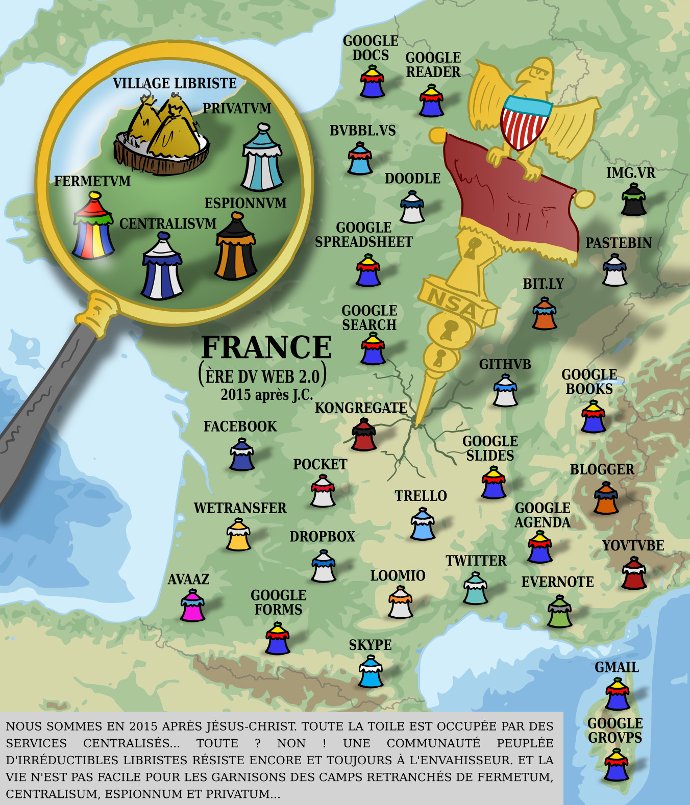 GOOGLE
DOCS
GOOGLE
READER
VILLAGE LIBRISTE
PRIVATVM
BVBBL.VS
FERMETVM
DOODLE
IMG.VR
ESPIONNVM
CENTRALISVM
GOOGLE
SPREADSHEET
PASTEBIN
BIT.LY
NSA
GOOGLE
SEARCH
FRANCE
(ÈRE DV WEB 2.0)
2015 après J.C.
GITHVB
GOOGLE
BOOKS
KONGREGATE
FACEBOOK
GOOGLE
SLIDES
POCKET
BLOGGER
TRELLO
WETRANSFER
GOOGLE
AGENDA
DROPBOX
YOVTVBE
TWITTER
AVAAZ
LOOMIO
EVERNOTE
GOOGLE
FORMS
SKYPE
GMAIL
GOOGLE
GROVPS
NOUS SOMMES EN 2015 APRÈS JÉSUS-CHRIST. TOUTE LA TOILE EST OCCUPÉE PAR DES
SERVICES CENTRALISÉS... TOUTE ? NON ! UNE COMMUNAUTÉ PEUPLÉE
D'IRRÉDUCTIBLES LIBRISTES RÉSISTE ENCORE ET TOUJOURS À L'ENVAHISSEUR. ET LA
VIE N'EST PAS FACILE POUR LES GARNISONS DES CAMPS RETRANCHÉS DE FERMETUM,
CENTRALISUM, ESPIONNUM ET PRIVATUM...